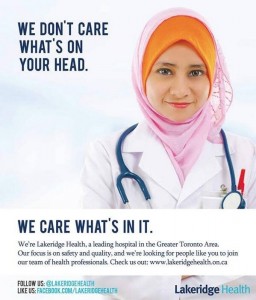 WE DON'T CARE
WHAT'S ON
YOUR HEAD.
WE CARE WHAT'S IN IT.
We're Lakeridge Health, a leading hospital in the Greater Toronto Area.
Our focus is on safety and quality, and we're looking for people like you to join
our team of health professionals. Check us out: www.lakeridgehealth.on.ca
FOLLOW US: @LAKERIDGEHEALTH
LIKE US: FACEBOOK.COM/LAKERIDGEHEALTH
Lakeridge Health